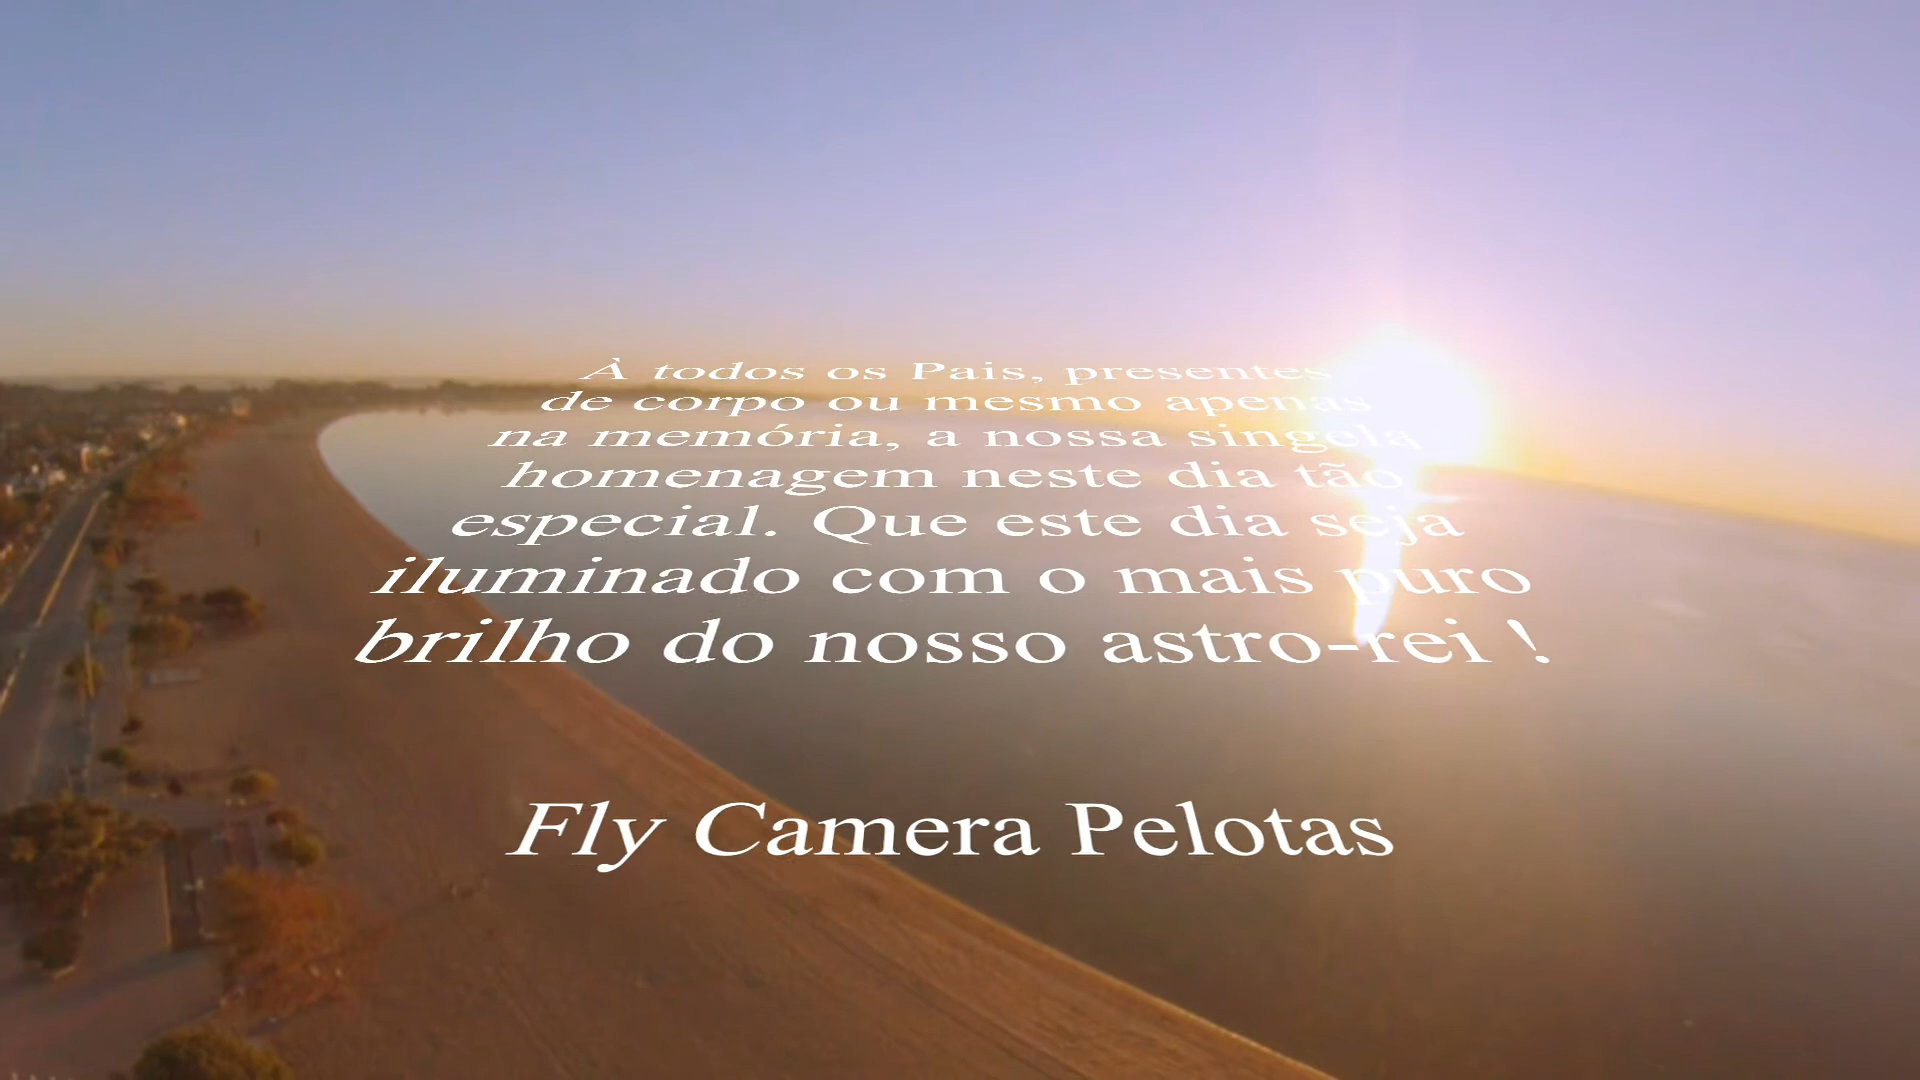 À todos os Pais, presentes
de corpo ou mesmo apenas
na memória, a nossa singela
homenagem neste dia tão
especial. Que este dia seja
iluminado com o mais puro
brilho do nosso astro-rei !
Fly Camera Pelotas